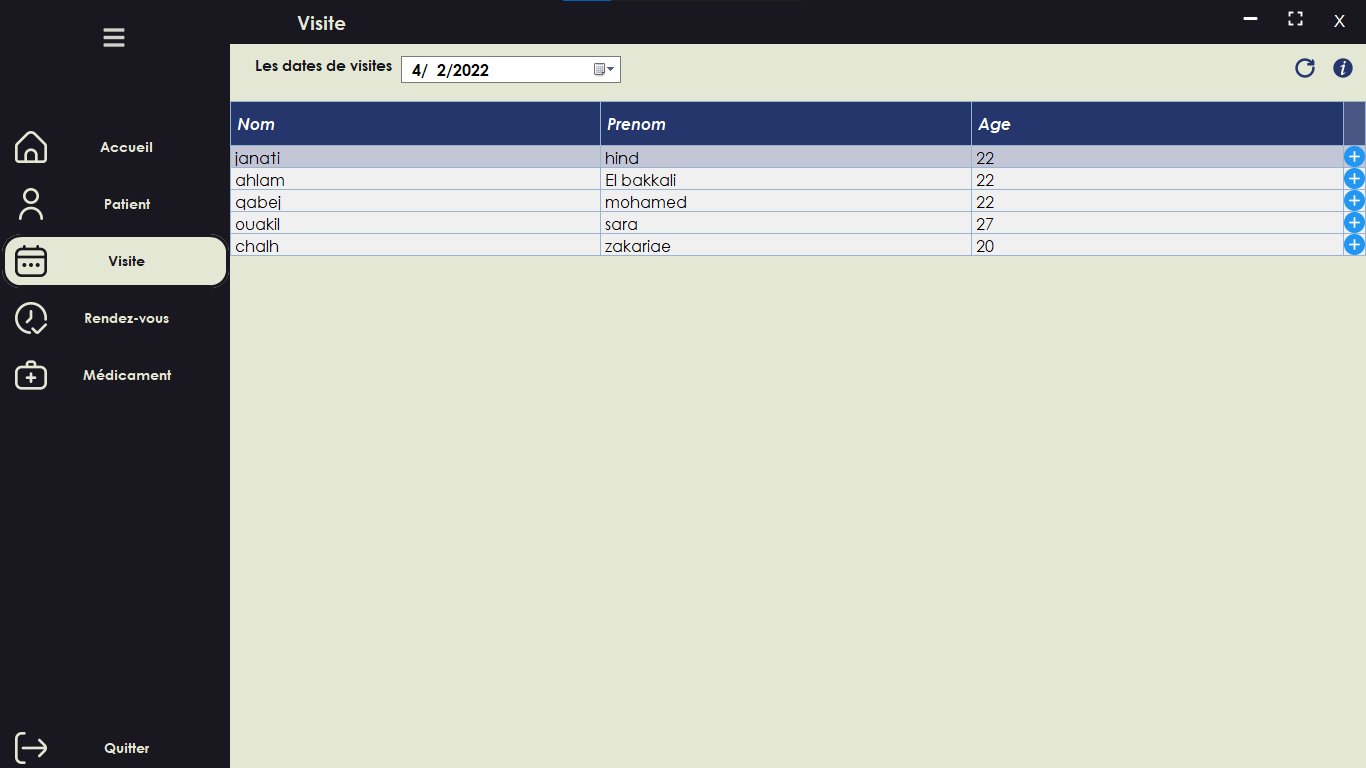 Visite
X
Les dates de visites 4/ 2/2022
Accueil
Patient
Visite
Rendez-vous
Médicament
Quitter
Nom Prenom Age
janati hind 22
ahlam El bakkali 22
qabej mohamed 22
ouakil sara 27
chalh zakariae 20